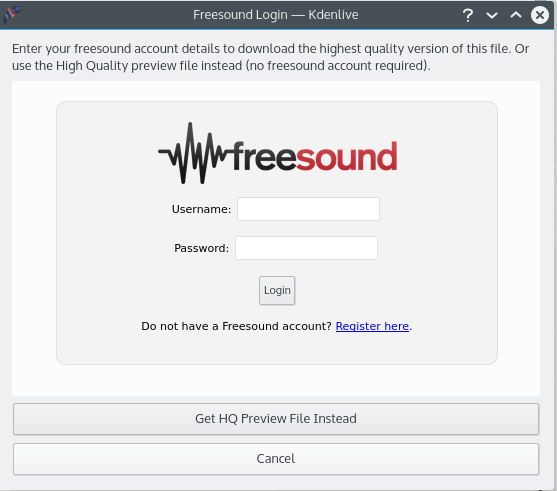 Freesound Login — Kdenlive
Enter your freesound account details to download the highest quality version of this file. Or
use the High Quality preview file instead (no freesound account required).
freesound
Username:
Password:
Login
Do not have a Freesound account? Register here.
Get HQ Preview File Instead
Cancel